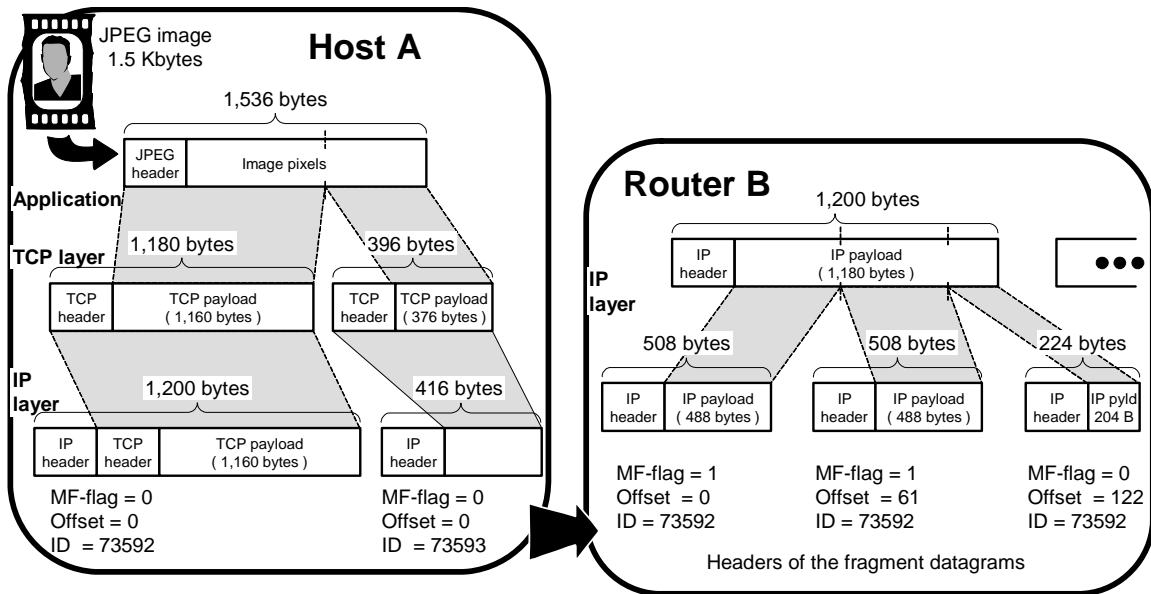 JPEG image
1.5 Kbytes
Host A
1,536 bytes
JPEG
header
Image pixels
Application
TCP layer
1,180 bytes
396 bytes
TCP
header
TCP payload
( 1,160 bytes )
TCP
header
TCP payload
( 376 bytes )
IP
layer
1,200 bytes
416 bytes
IP
header
TCP
header
TCP payload
( 1,160 bytes )
IP
header
MF-flag = 0
Offset = 0
ID = 73592
MF-flag = 0
Offset = 0
ID = 73593
Router B
1,200 bytes
IP
header
IP payload
( 1,180 bytes )
IP
layer
508 bytes
508 bytes
224 bytes
IP
header
IP payload
( 488 bytes )
IP
header
IP payload
( 488 bytes )
IP
header
IP pyld
204 B
MF-flag = 1
Offset = 0
ID = 73592
MF-flag = 1
Offset = 61
ID = 73592
MF-flag = 0
Offset = 122
ID = 73592
Headers of the fragment datagrams